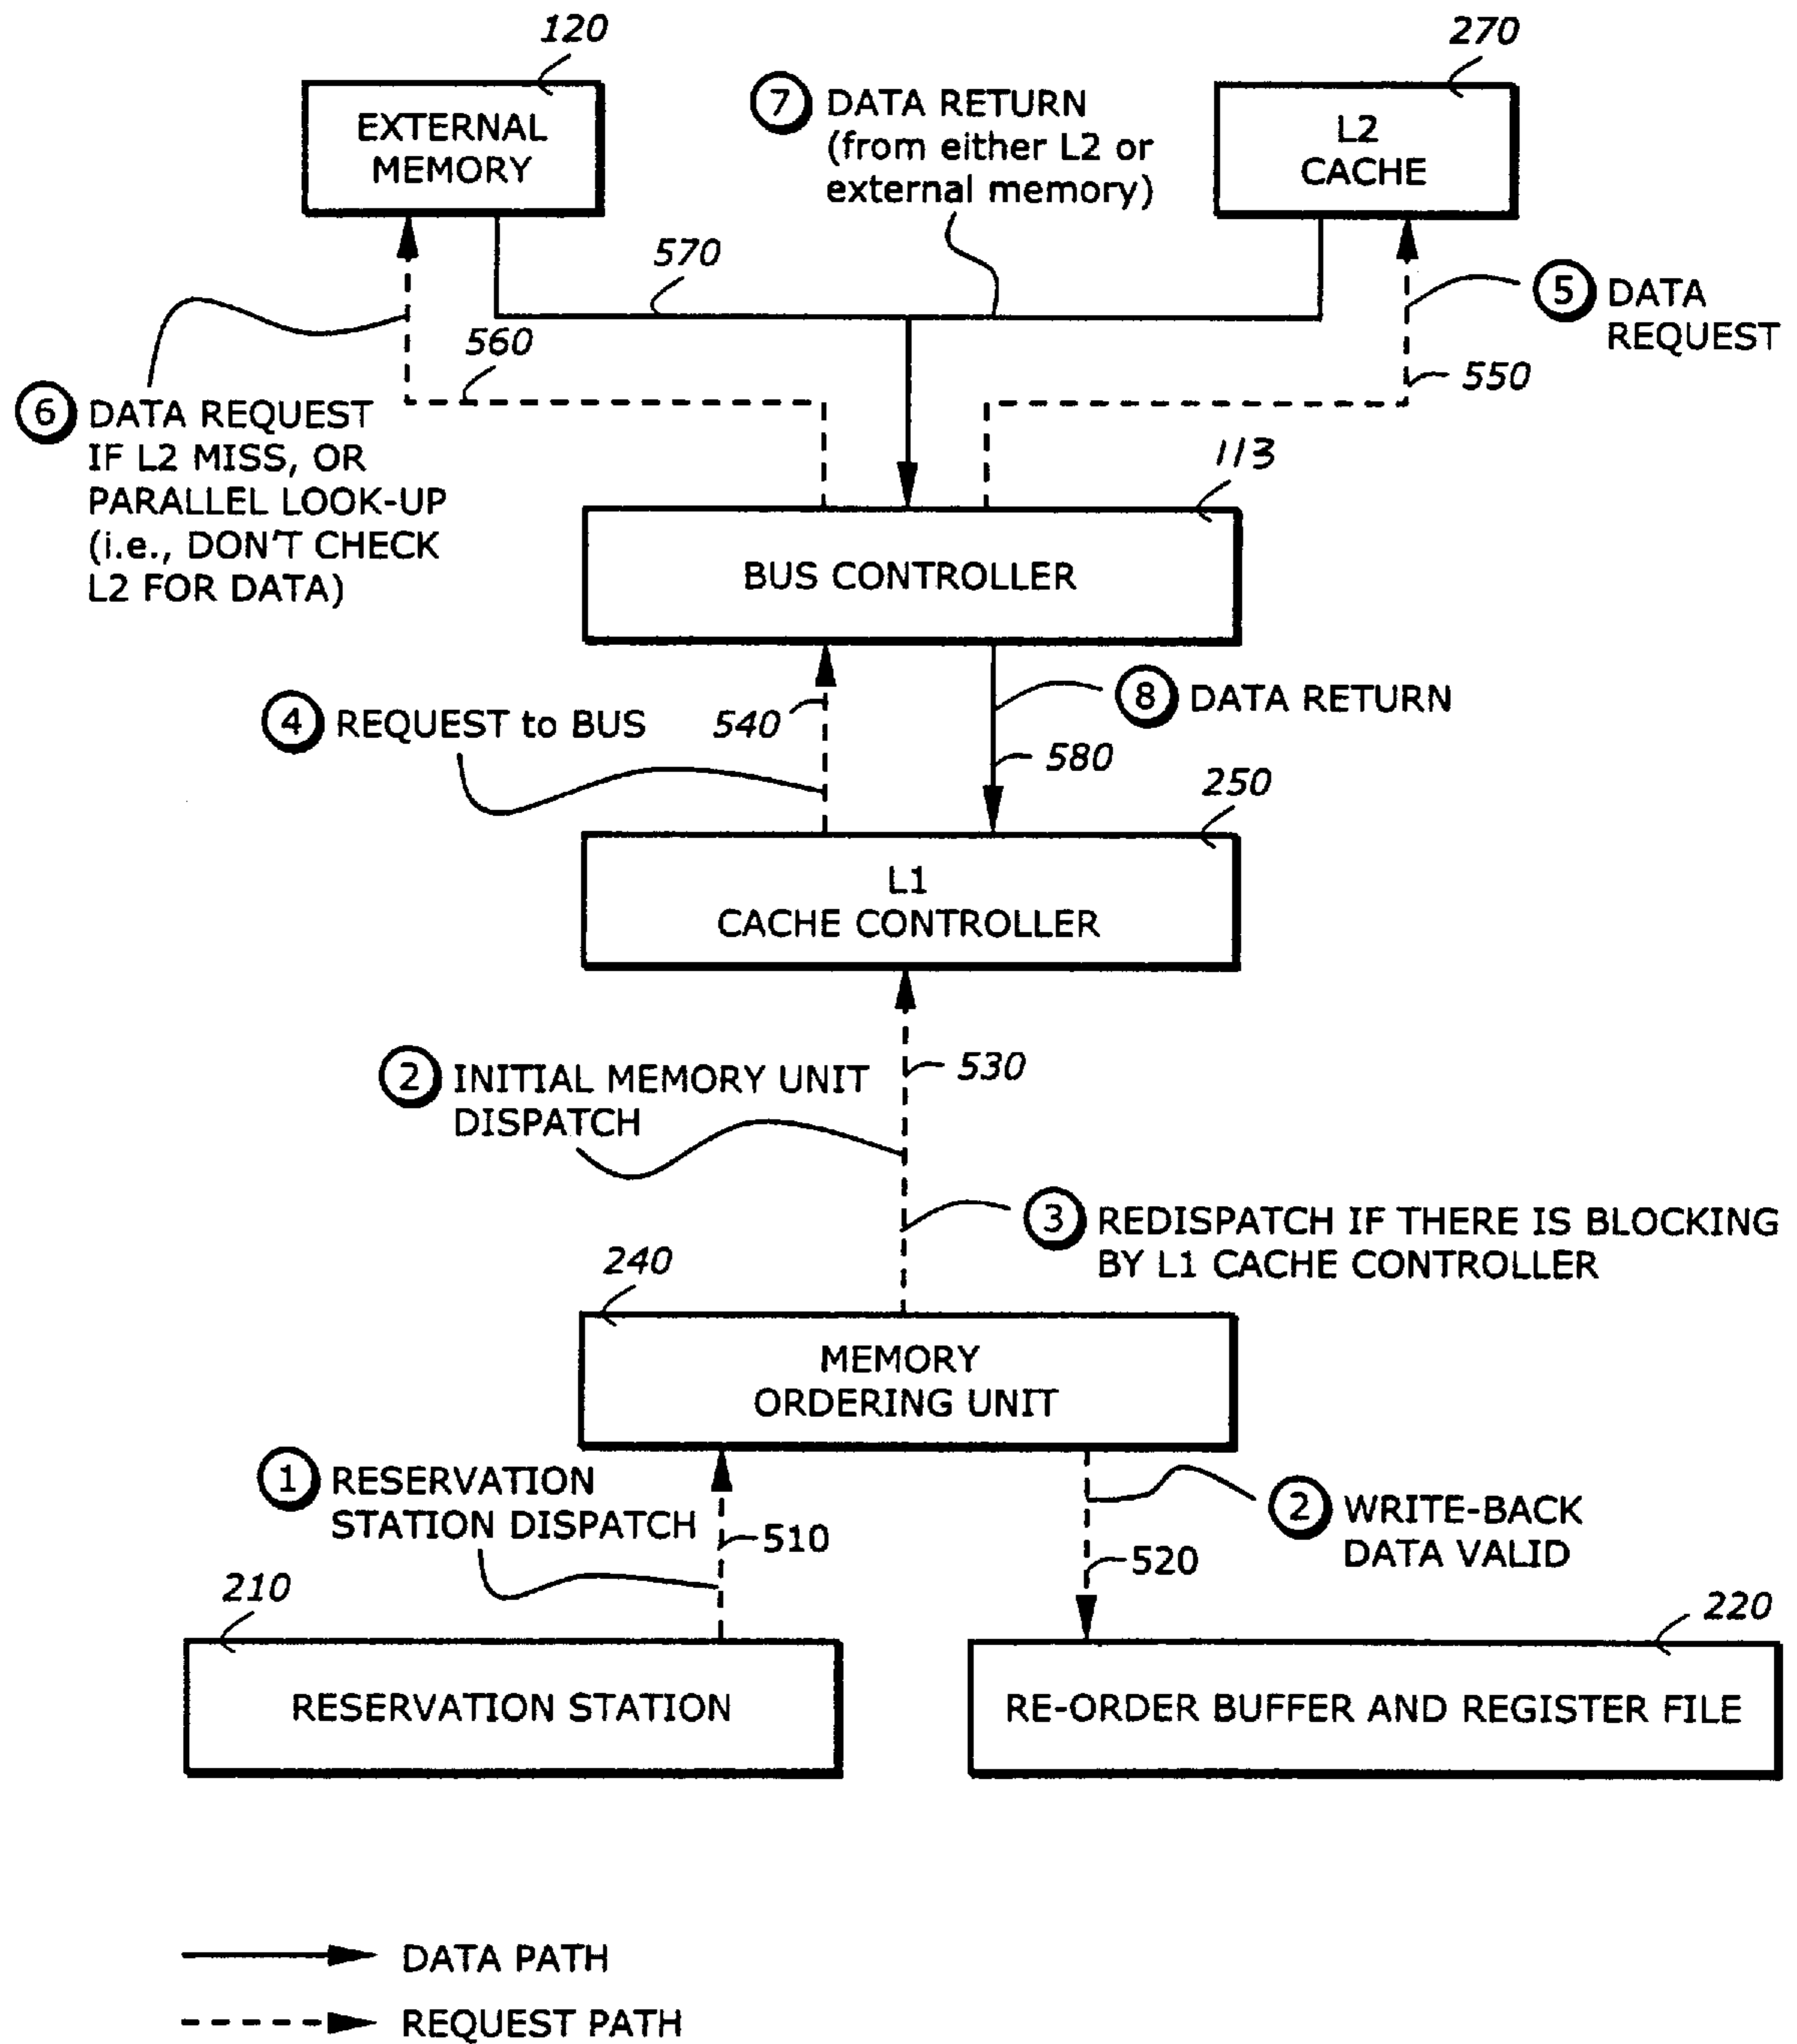 120
270
EXTERNAL
MEMORY
7 DATA RETURN
(from either L2 or
external memory)
L2
CACHE
570
5 DATA
REQUEST
560
550
6 DATA REQUEST
IF L2 MISS, OR
PARALLEL LOOK-UP
(i.e., DON'T CHECK
L2 FOR DATA)
113
BUS CONTROLLER
4 REQUEST to BUS
540
8 DATA RETURN
580
250
L1
CACHE CONTROLLER
2 INITIAL MEMORY UNIT
DISPATCH
530
3 REDISPATCH IF THERE IS BLOCKING
BY L1 CACHE CONTROLLER
240
MEMORY
ORDERING UNIT
1 RESERVATION
STATION DISPATCH
510
2 WRITE-BACK
DATA VALID
520
210
220
RESERVATION STATION
RE-ORDER BUFFER AND REGISTER FILE
DATA PATH
REQUEST PATH